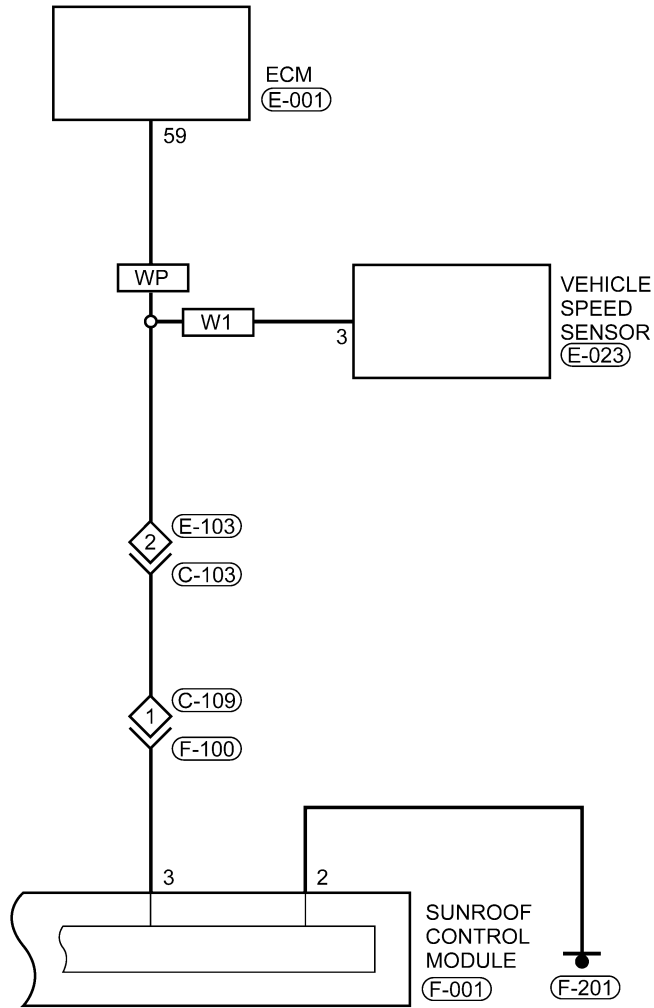 ECM
E-001
59
WP
W1
3
VEHICLE
SPEED
SENSOR
E-023
2
E-103
C-103
1
C-109
F-100
3
2
SUNROOF
CONTROL
MODULE
F-001
F-201